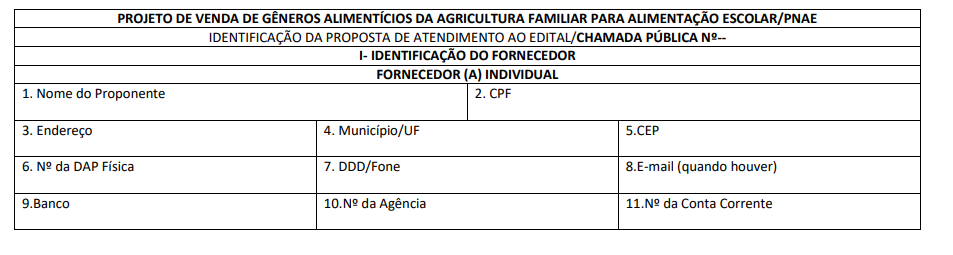 PROJETO DE VENDA DE GÊNEROS ALIMENTÍCIOS DA AGRICULTURA FAMILIAR PARA ALIMENTAÇÃO ESCOLAR/PNAE
IDENTIFICAÇÃO DA PROPOSTA DE ATENDIMENTO AO EDITAL/CHAMADA PÚBLICA Nº--
I- IDENTIFICAÇÃO DO FORNECEDOR
FORNECEDOR (A) INDIVIDUAL
1. Nome do Proponente
2. CPF
3. Endereço
4. Município/UF
5.CEP
6. Nº da DAP Física
7. DDD/Fone
8.E-mail (quando houver)
9.Banco
10.Nº da Agência
11.Nº da Conta Corrente